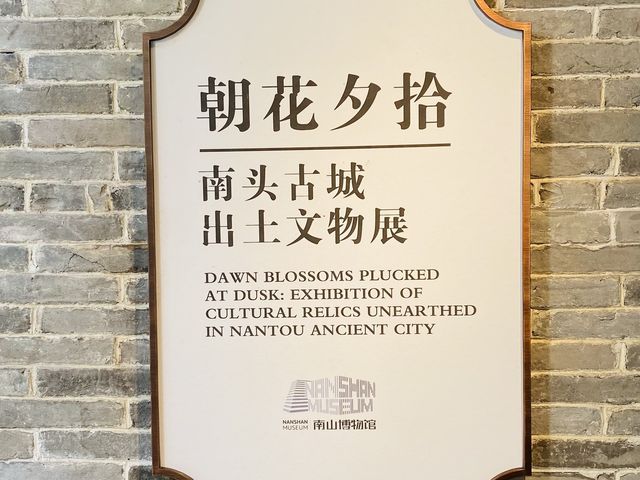 朝花夕拾
南头古城
出土文物展
DAWN BLOSSOMS PLUCKED
AT DUSK: EXHIBITION OF
CULTURAL RELICS UNEARTHED
IN NANTOU ANCIENT CITY
NANSHAN
MUSEUM
NANSHAN
MUSEUM
南山博物馆